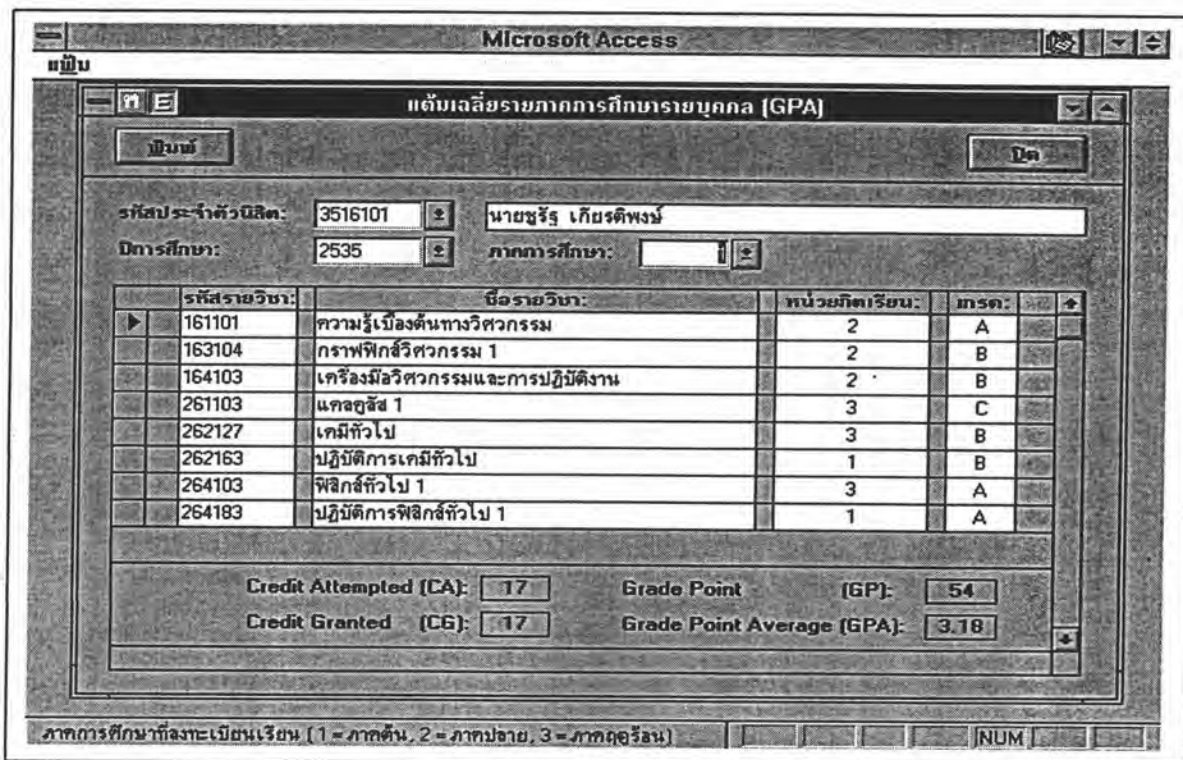 Microsoft Access
แฟ้ม
ท E แต้มเฉลี่ยรายภาคการศึกษารายบุคคล (GPA)
พิมพ์ ปิด
รหัสประจำตัวนิสิต: 3516101 นายชูรัฐ เกียรติพงษ์
ปีการศึกษา: 2535 ภาคการศึกษา: 1
รหัสรายวิชา: ชื่อรายวิชา: หน่วยกิตเรียน: เกรด:
161101 ความรู้เบื้องต้นทางวิศวกรรม 2 A
163104 กราฟฟิกส์วิศวกรรม 1 2 B
164103 เครื่องมือวิศวกรรมและการปฏิบัติงาน 2 B
261103 แคลคูลัส 1 3 C
262127 เคมีทั่วไป 3 B
262163 ปฏิบัติการเคมีทั่วไป 1 B
264103 ฟิสิกส์ทั่วไป 1 3 A
264183 ปฏิบัติการฟิสิกส์ทั่วไป 1 1 A
Credit Attempted (CA): 17 Grade Point (GP): 54
Credit Granted (CG): 17 Grade Point Average (GPA): 3.18
ภาคการศึกษาที่ลงทะเบียนเรียน (1 = ภาคต้น, 2 = ภาคปลาย, 3 = ภาคฤดูร้อน) NUM